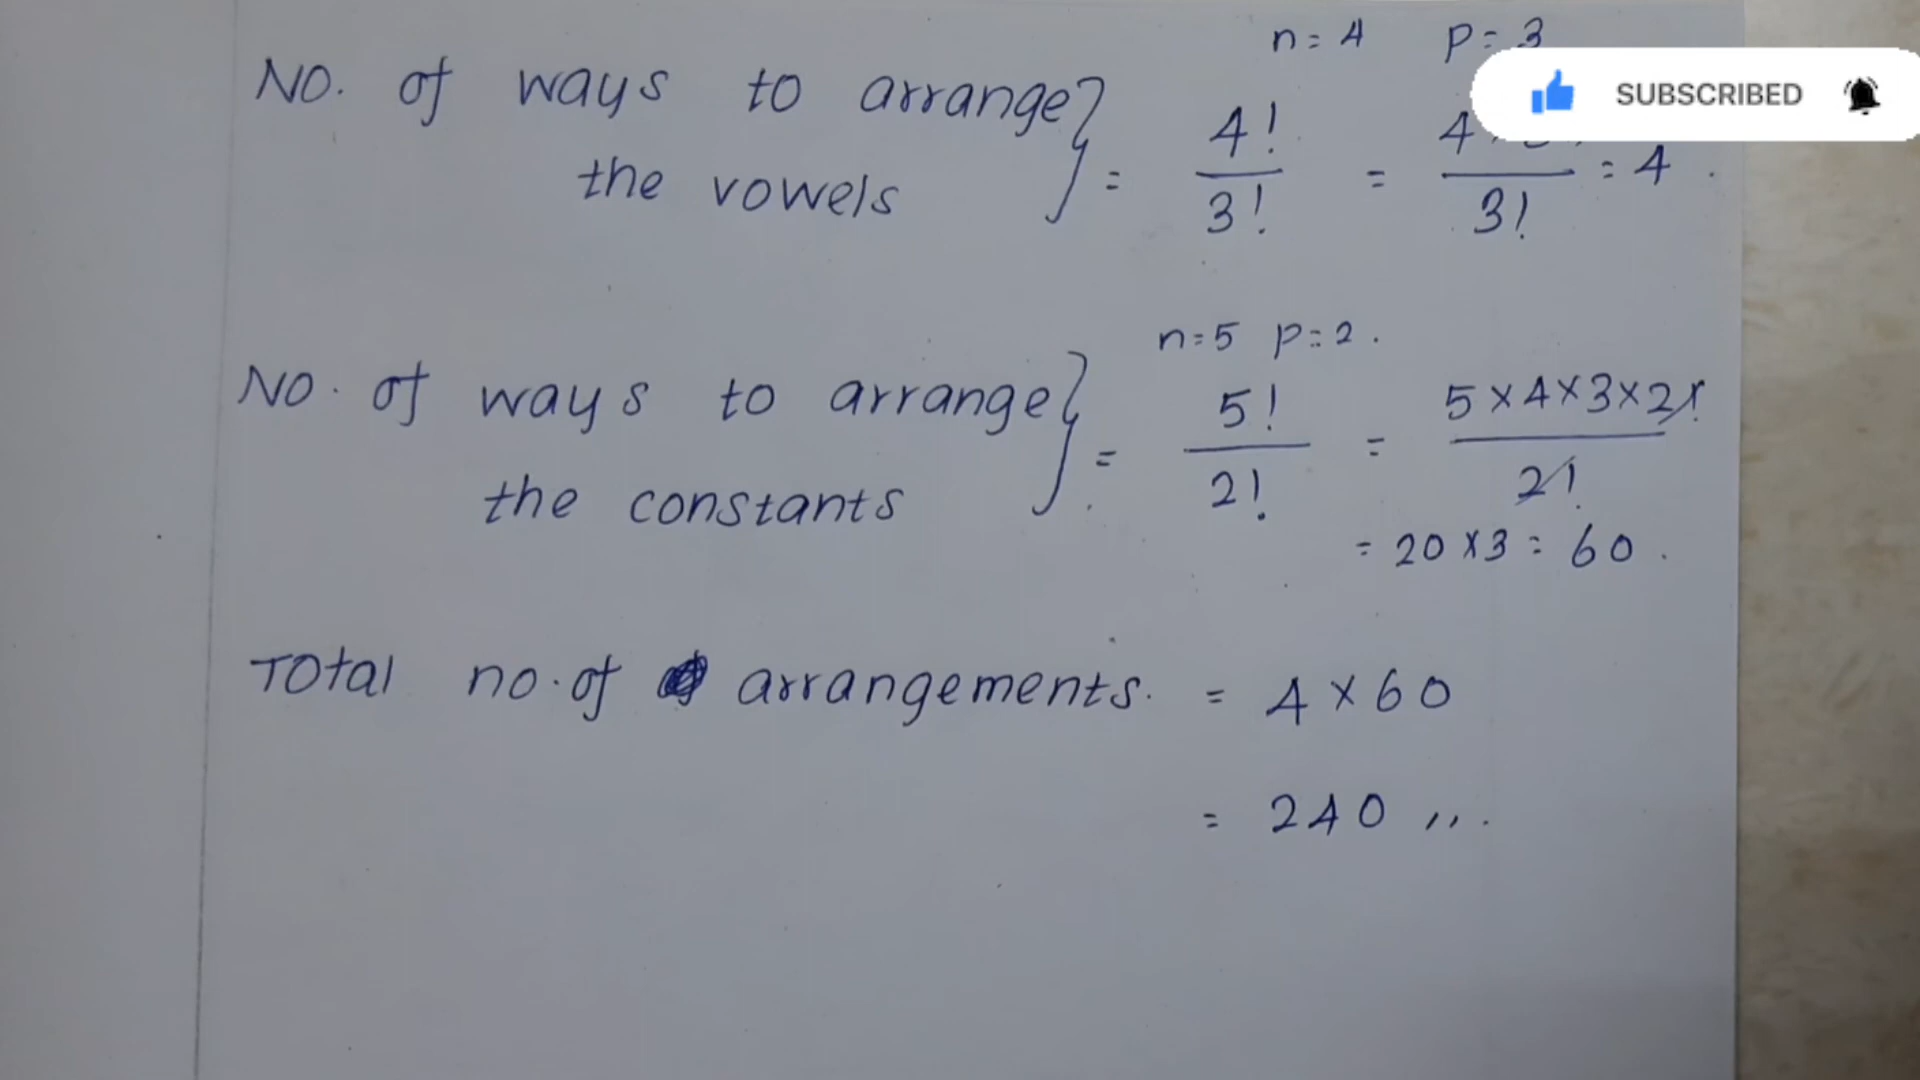 n = 4 p = 3
SUBSCRIBED
No. of ways to arrange } = 4! / 3! = 4 / 3! = 4 .
the vowels
n=5 p=2.
No. of ways to arrange } = 5! / 2! = 5×4×3×2! / 2!
the constants
= 20 × 3 = 60 .
Total no. of arrangements. = 4 × 60
= 240 ,,.